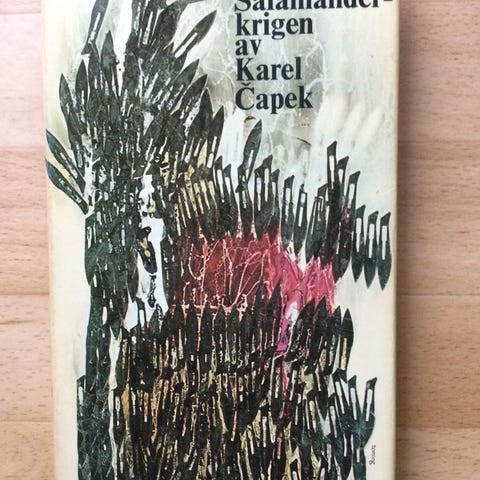 Salamander-
krigen
av
Karel
Čapek